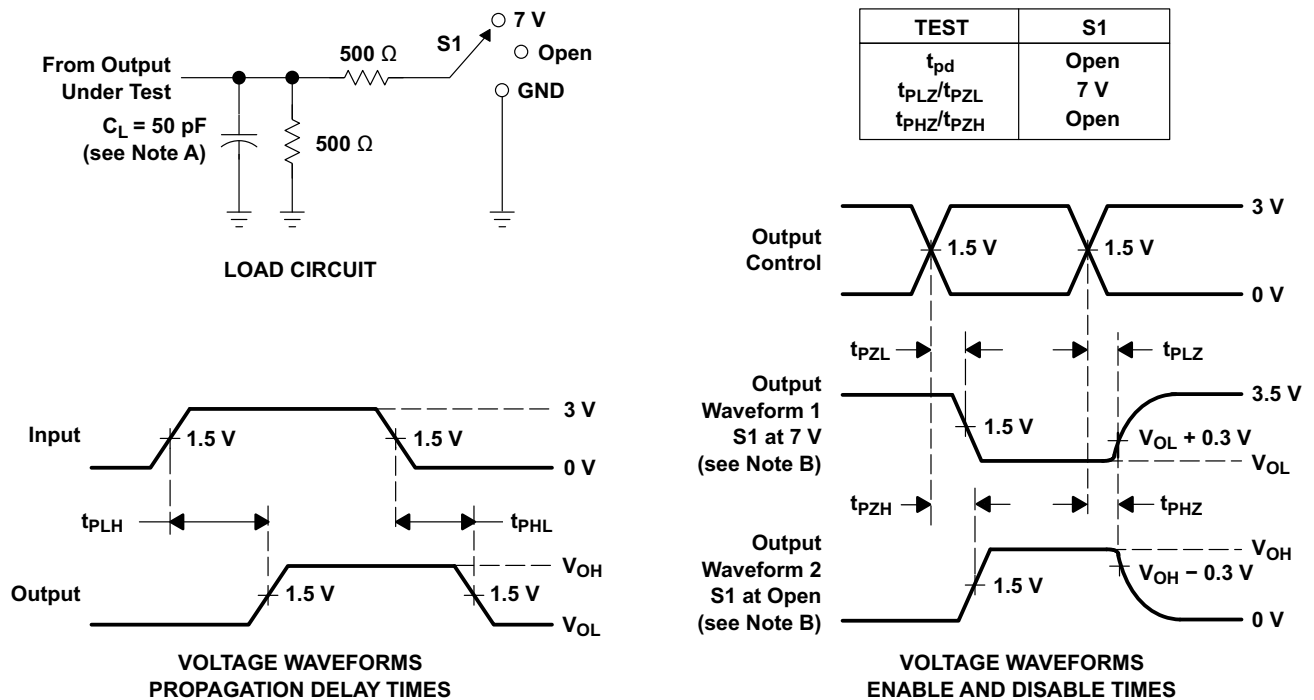 7 V
S1
Open
500 Ω
From Output
Under Test
GND
C_L = 50 pF
(see Note A)
500 Ω
LOAD CIRCUIT
TEST S1
t_pd Open
t_PLZ/t_PZL 7 V
t_PHZ/t_PZH Open
3 V
Output
Control
1.5 V 1.5 V
0 V
t_PZL t_PLZ
Output
Waveform 1
S1 at 7 V
(see Note B)
3.5 V
1.5 V
V_OL + 0.3 V
V_OL
t_PZH t_PHZ
Output
Waveform 2
S1 at Open
(see Note B)
V_OH
V_OH − 0.3 V
1.5 V
0 V
VOLTAGE WAVEFORMS
ENABLE AND DISABLE TIMES
3 V
Input
1.5 V 1.5 V
0 V
t_PLH t_PHL
V_OH
Output
1.5 V 1.5 V
V_OL
VOLTAGE WAVEFORMS
PROPAGATION DELAY TIMES